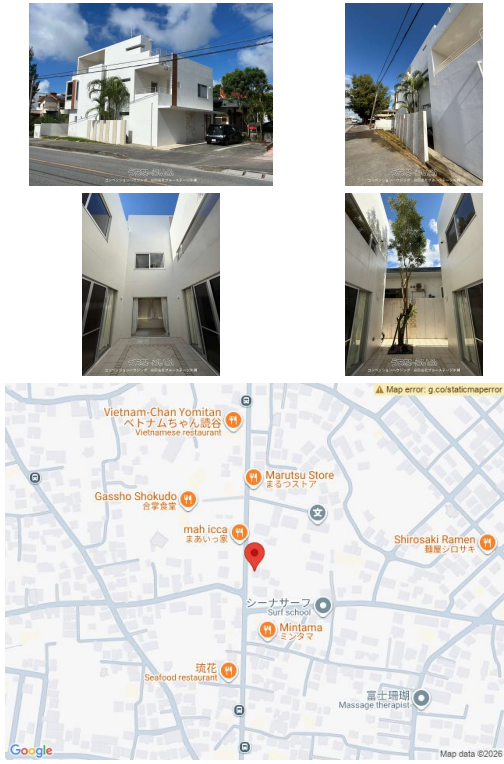 Map error: g.co/staticmaperror
Vietnam-Chan Yomitan
ベトナムちゃん読谷
Vietnamese restaurant
Marutsu Store
まるつストア
Gassho Shokudo
合掌食堂
mah icca
まあいっ家
Shirosaki Ramen
麺屋シロサキ
シーナサーフ
Surf school
Mintama
ミンタマ
琉花
Seafood restaurant
富士珊瑚
Massage therapist
Google
Map data ©2026